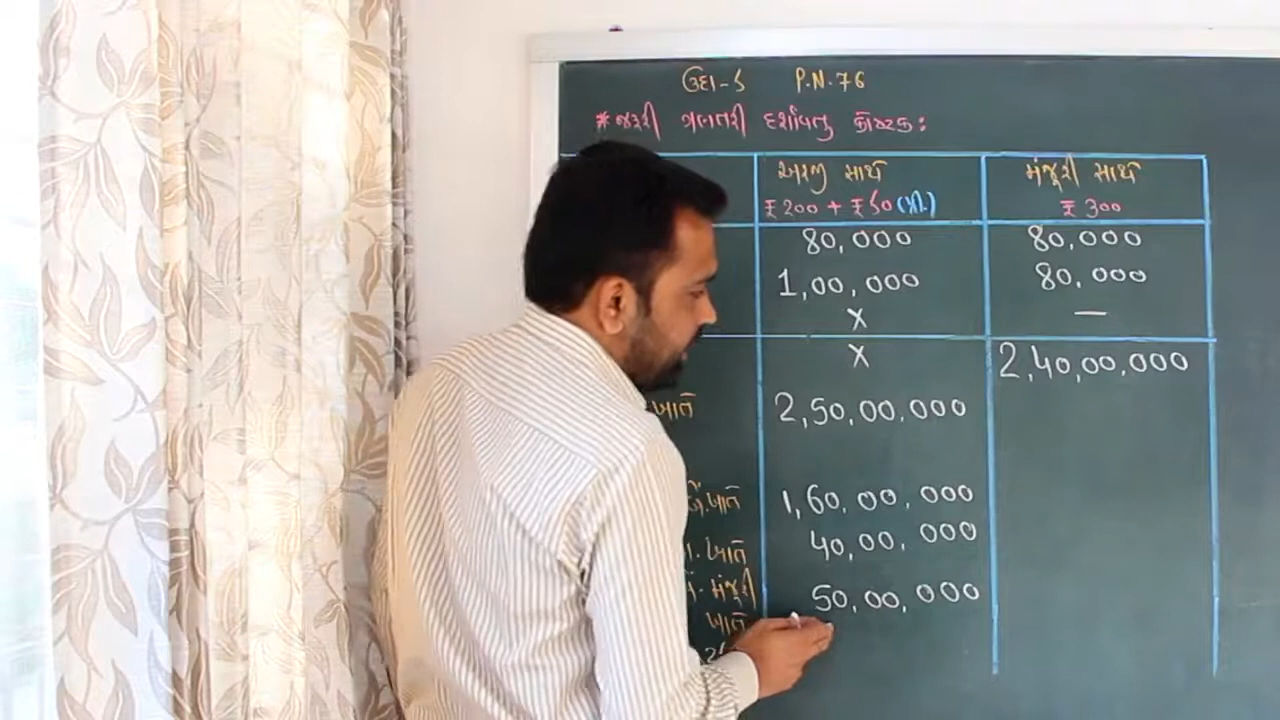 ઉદા-૬ P.N. 76
* જરૂરી ગણતરી દર્શાવતુ કોષ્ટક:
અરજી સાથે મંજૂરી સાથે
₹ 200 + ₹ 50 (પ્રી.) ₹ 300
80,000 80,000
1,00,000 80,000
X —
X 2,40,00,000
ખાતે 2,50,00,000
ખાતે 1,60,00,000
ખાતે 40,00,000
મંજૂરી 50,00,000
ખાતે